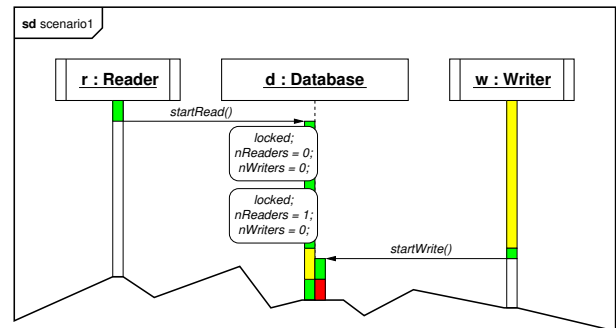 sd scenario1
r : Reader
d : Database
w : Writer
startRead()
locked;
nReaders = 0;
nWriters = 0;
locked;
nReaders = 1;
nWriters = 0;
startWrite()